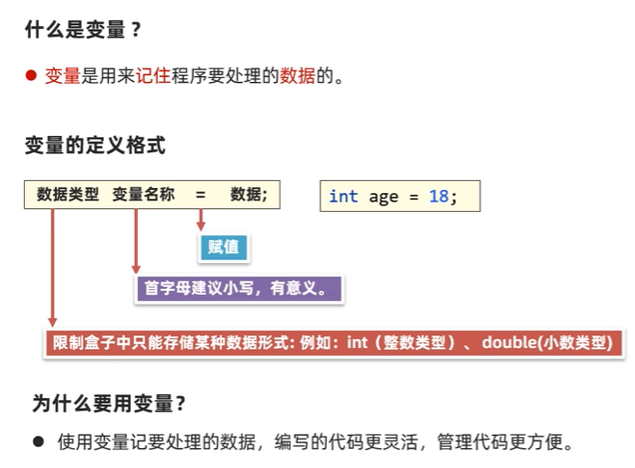 什么是变量？
● 变量是用来记住程序要处理的数据的。
变量的定义格式
数据类型 变量名称 = 数据;
int age = 18;
赋值
首字母建议小写，有意义。
限制盒子中只能存储某种数据形式：例如：int（整数类型）、double(小数类型)
为什么要用变量？
● 使用变量记要处理的数据，编写的代码更灵活，管理代码更方便。